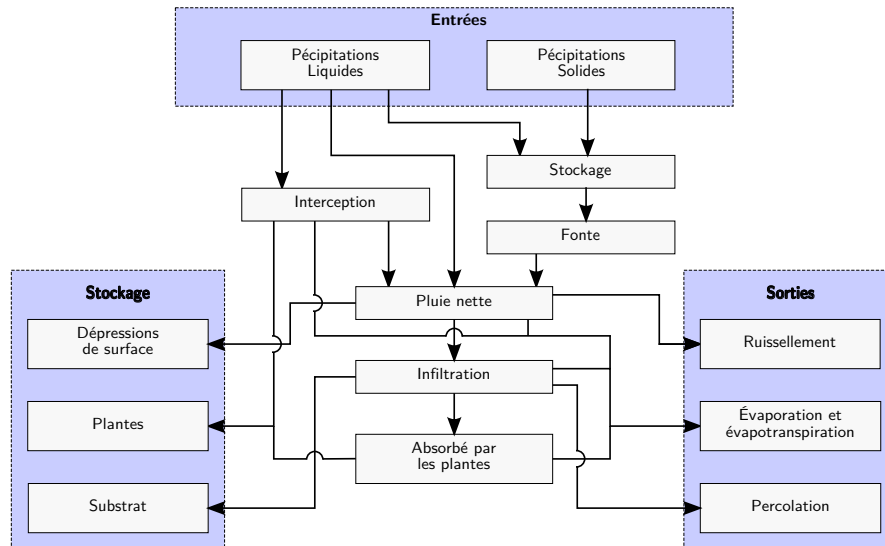 Entrées
Pécipitations
Liquides
Pécipitations
Solides
Stockage
Interception
Fonte
Stockage
Pluie nette
Sorties
Dépressions
de surface
Ruissellement
Infiltration
Plantes
Absorbé par
les plantes
Évaporation et
évapotranspiration
Substrat
Percolation